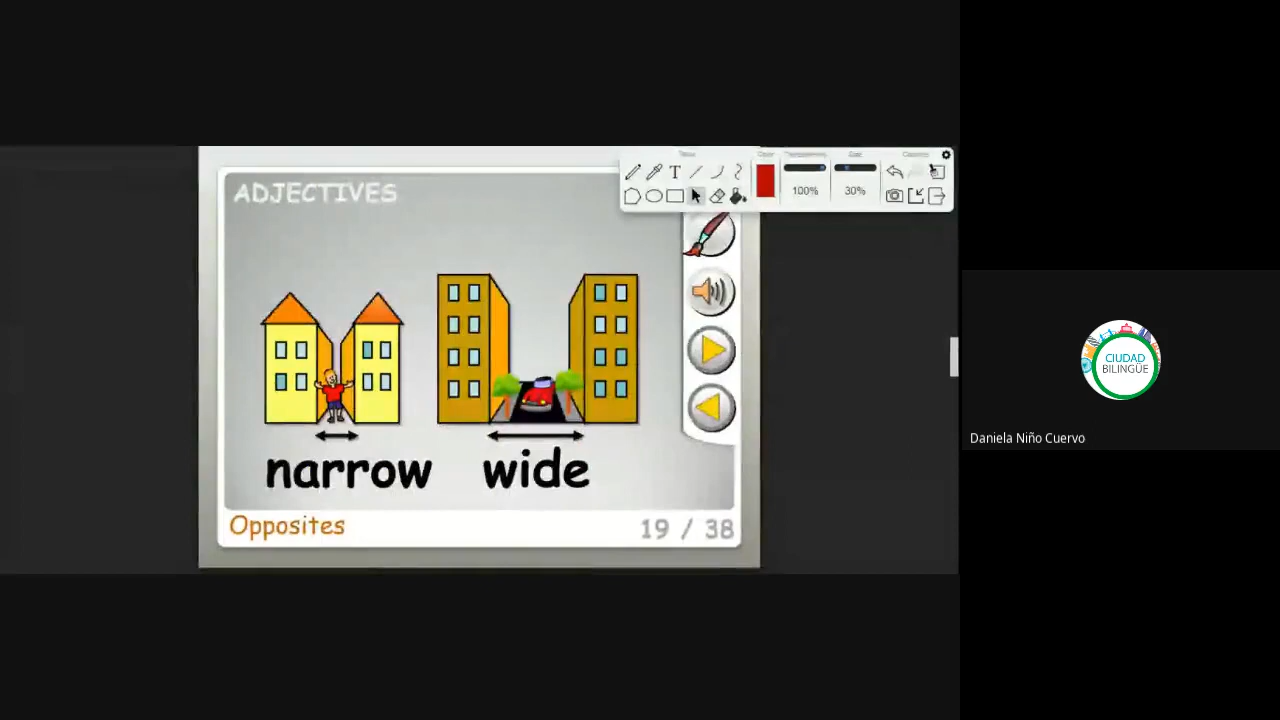 ADJECTIVES
100%
30%
narrow wide
Opposites
19 / 38
CIUDAD
BILINGÜE
Daniela Niño Cuervo